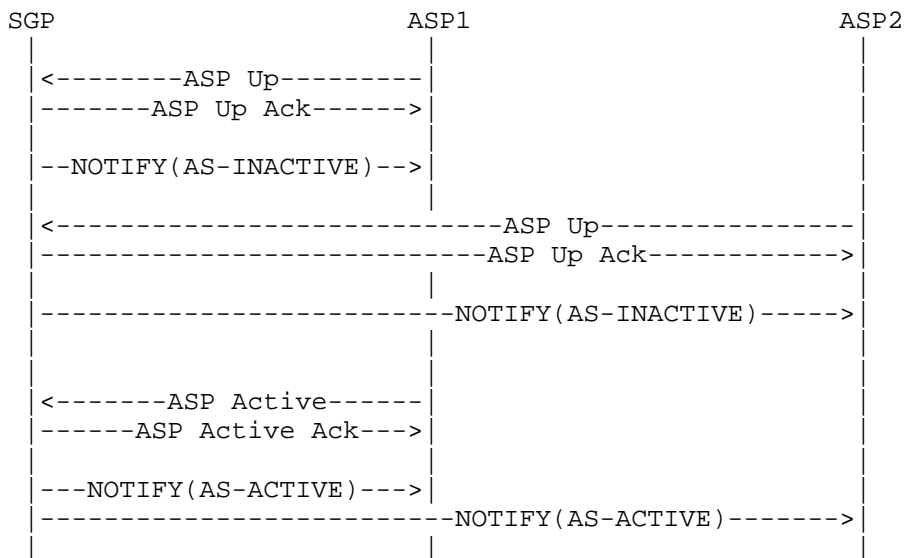 SGP ASP1 ASP2
<--------ASP Up---------
-------ASP Up Ack------>
--NOTIFY(AS-INACTIVE)-->
<----------------------------ASP Up----------------
----------------------------ASP Up Ack------------>
--------------------------NOTIFY(AS-INACTIVE)----->
<-------ASP Active------
------ASP Active Ack--->
---NOTIFY(AS-ACTIVE)--->
--------------------------NOTIFY(AS-ACTIVE)------->